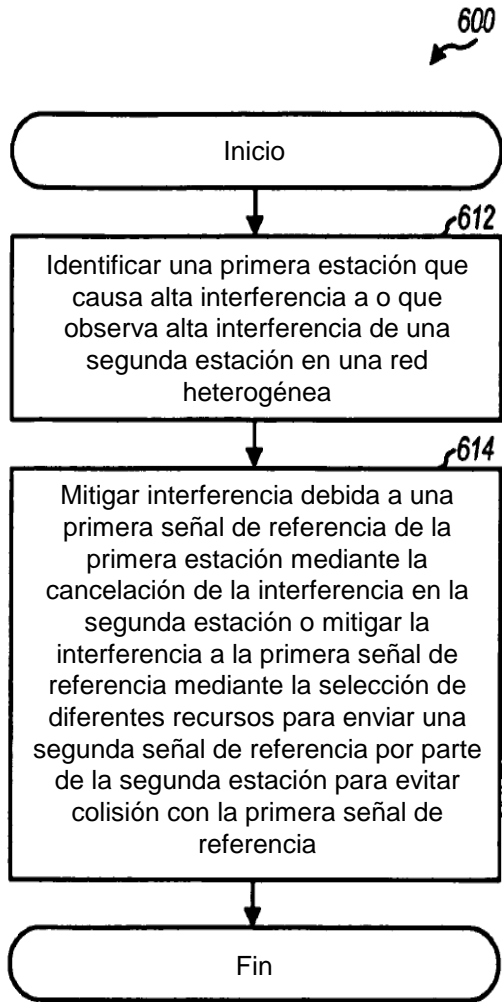 600
Inicio
612
Identificar una primera estación que
causa alta interferencia a o que
observa alta interferencia de una
segunda estación en una red
heterogénea
614
Mitigar interferencia debida a una
primera señal de referencia de la
primera estación mediante la
cancelación de la interferencia en la
segunda estación o mitigar la
interferencia a la primera señal de
referencia mediante la selección de
diferentes recursos para enviar una
segunda señal de referencia por parte
de la segunda estación para evitar
colisión con la primera señal de
referencia
Fin